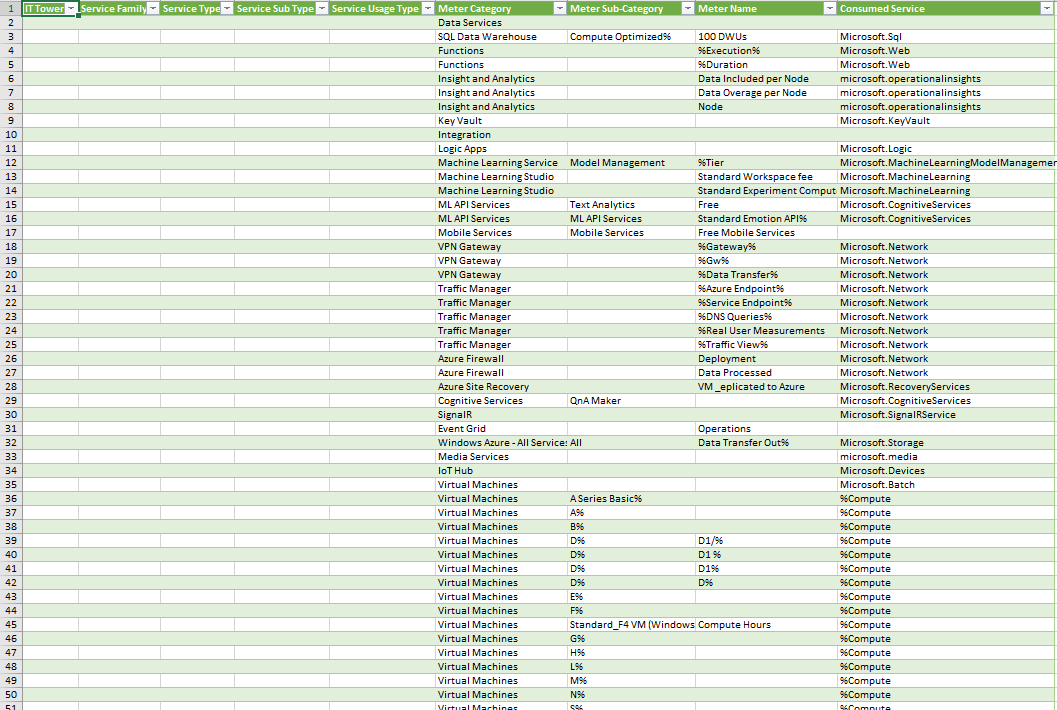 1 IT Tower Service Family Service Type Service Sub Type Service Usage Type Meter Category Meter Sub-Category Meter Name Consumed Service
2 Data Services
3 SQL Data Warehouse Compute Optimized% 100 DWUs Microsoft.Sql
4 Functions %Execution% Microsoft.Web
5 Functions %Duration Microsoft.Web
6 Insight and Analytics Data Included per Node microsoft.operationalinsights
7 Insight and Analytics Data Overage per Node microsoft.operationalinsights
8 Insight and Analytics Node microsoft.operationalinsights
9 Key Vault Microsoft.KeyVault
10 Integration
11 Logic Apps Microsoft.Logic
12 Machine Learning Service Model Management %Tier Microsoft.MachineLearningModelManagemer
13 Machine Learning Studio Standard Workspace fee Microsoft.MachineLearning
14 Machine Learning Studio Standard Experiment Comput Microsoft.MachineLearning
15 ML API Services Text Analytics Free Microsoft.CognitiveServices
16 ML API Services ML API Services Standard Emotion API% Microsoft.CognitiveServices
17 Mobile Services Mobile Services Free Mobile Services
18 VPN Gateway %Gateway% Microsoft.Network
19 VPN Gateway %Gw% Microsoft.Network
20 VPN Gateway %Data Transfer% Microsoft.Network
21 Traffic Manager %Azure Endpoint% Microsoft.Network
22 Traffic Manager %Service Endpoint% Microsoft.Network
23 Traffic Manager %DNS Queries% Microsoft.Network
24 Traffic Manager %Real User Measurements Microsoft.Network
25 Traffic Manager %Traffic View% Microsoft.Network
26 Azure Firewall Deployment Microsoft.Network
27 Azure Firewall Data Processed Microsoft.Network
28 Azure Site Recovery VM _eplicated to Azure Microsoft.RecoveryServices
29 Cognitive Services QnA Maker Microsoft.CognitiveServices
30 SignalR Microsoft.SignalRService
31 Event Grid Operations
32 Windows Azure - All Services All Data Transfer Out% Microsoft.Storage
33 Media Services microsoft.media
34 IoT Hub Microsoft.Devices
35 Virtual Machines Microsoft.Batch
36 Virtual Machines A Series Basic% %Compute
37 Virtual Machines A% %Compute
38 Virtual Machines B% %Compute
39 Virtual Machines D% D1/% %Compute
40 Virtual Machines D% D1 % %Compute
41 Virtual Machines D% D1% %Compute
42 Virtual Machines D% D% %Compute
43 Virtual Machines E% %Compute
44 Virtual Machines F% %Compute
45 Virtual Machines Standard_F4 VM (Windows Compute Hours %Compute
46 Virtual Machines G% %Compute
47 Virtual Machines H% %Compute
48 Virtual Machines L% %Compute
49 Virtual Machines M% %Compute
50 Virtual Machines N% %Compute
51 Virtual Machines S% %Compute